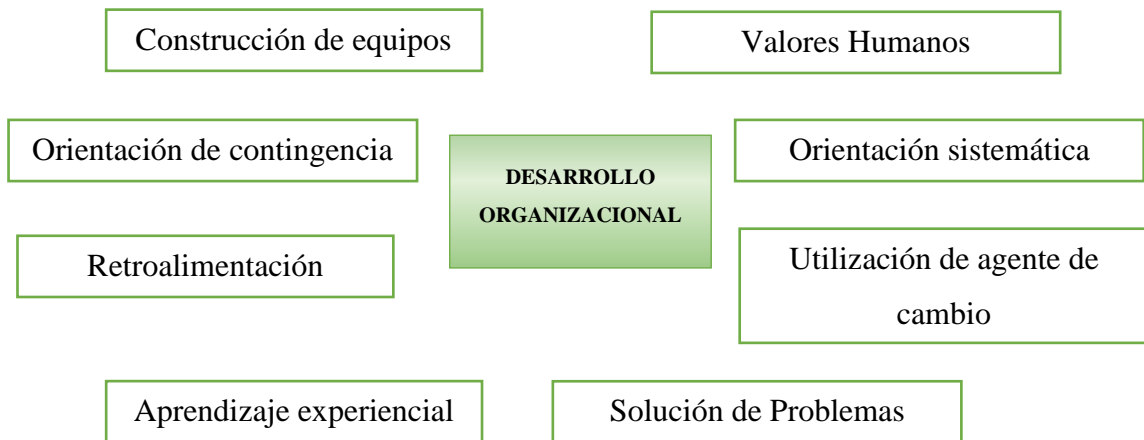 Construcción de equipos
Valores Humanos
Orientación de contingencia
DESARROLLO
ORGANIZACIONAL
Orientación sistemática
Retroalimentación
Utilización de agente de
cambio
Aprendizaje experiencial
Solución de Problemas